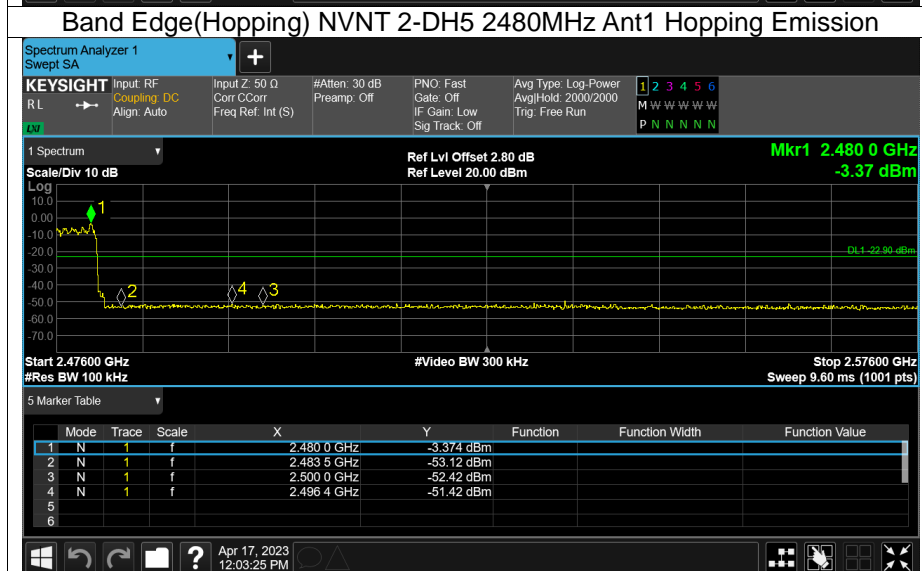 Band Edge(Hopping) NVNT 2-DH5 2480MHz Ant1 Hopping Emission
Spectrum Analyzer 1
Swept SA
+
KEYSIGHT Input: RF Input Z: 50 Ω #Atten: 30 dB PNO: Fast Avg Type: Log-Power 1 2 3 4 5 6
RL Coupling: DC Corr CCorr Preamp: Off Gate: Off Avg|Hold: 2000/2000 M W W W W W
Align: Auto Freq Ref: Int (S) IF Gain: Low Trig: Free Run
LXI Sig Track: Off P N N N N N
1 Spectrum Ref Lvl Offset 2.80 dB Mkr1 2.480 0 GHz
Scale/Div 10 dB Ref Level 20.00 dBm -3.37 dBm
Log
10.0
1
0.00
-10.0
-20.0 DL1 -22.90 dBm
-30.0
-40.0
2 4 3
-50.0
-60.0
-70.0
Start 2.47600 GHz #Video BW 300 kHz Stop 2.57600 GHz
#Res BW 100 kHz Sweep 9.60 ms (1001 pts)
5 Marker Table
Mode Trace Scale X Y Function Function Width Function Value
1 N 1 f 2.480 0 GHz -3.374 dBm
2 N 1 f 2.483 5 GHz -53.12 dBm
3 N 1 f 2.500 0 GHz -52.42 dBm
4 N 1 f 2.496 4 GHz -51.42 dBm
5
6
? Apr 17, 2023
12:03:25 PM